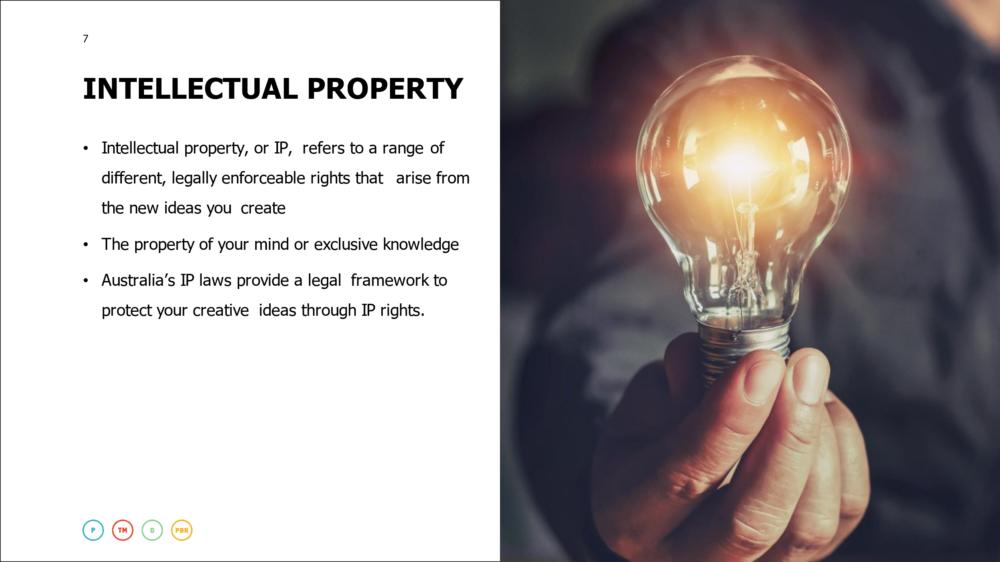 7
INTELLECTUAL PROPERTY
• Intellectual property, or IP, refers to a range of
different, legally enforceable rights that arise from
the new ideas you create
• The property of your mind or exclusive knowledge
• Australia’s IP laws provide a legal framework to
protect your creative ideas through IP rights.
P TM D PBR